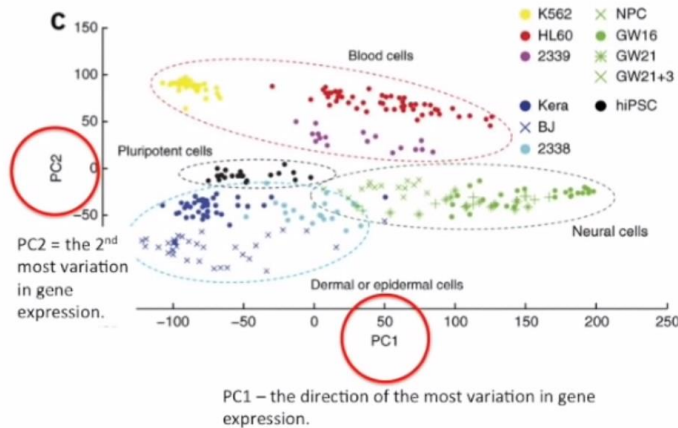 C
150
100
50
0
−50
PC2
K562
HL60
2339
Kera
BJ
2338
NPC
GW16
GW21
GW21+3
hiPSC
Blood cells
Pluripotent cells
Neural cells
Dermal or epidermal cells
PC2 = the 2nd
most variation
in gene
expression.
−100 −50 0 50 100 150 200 250
PC1
PC1 – the direction of the most variation in gene
expression.